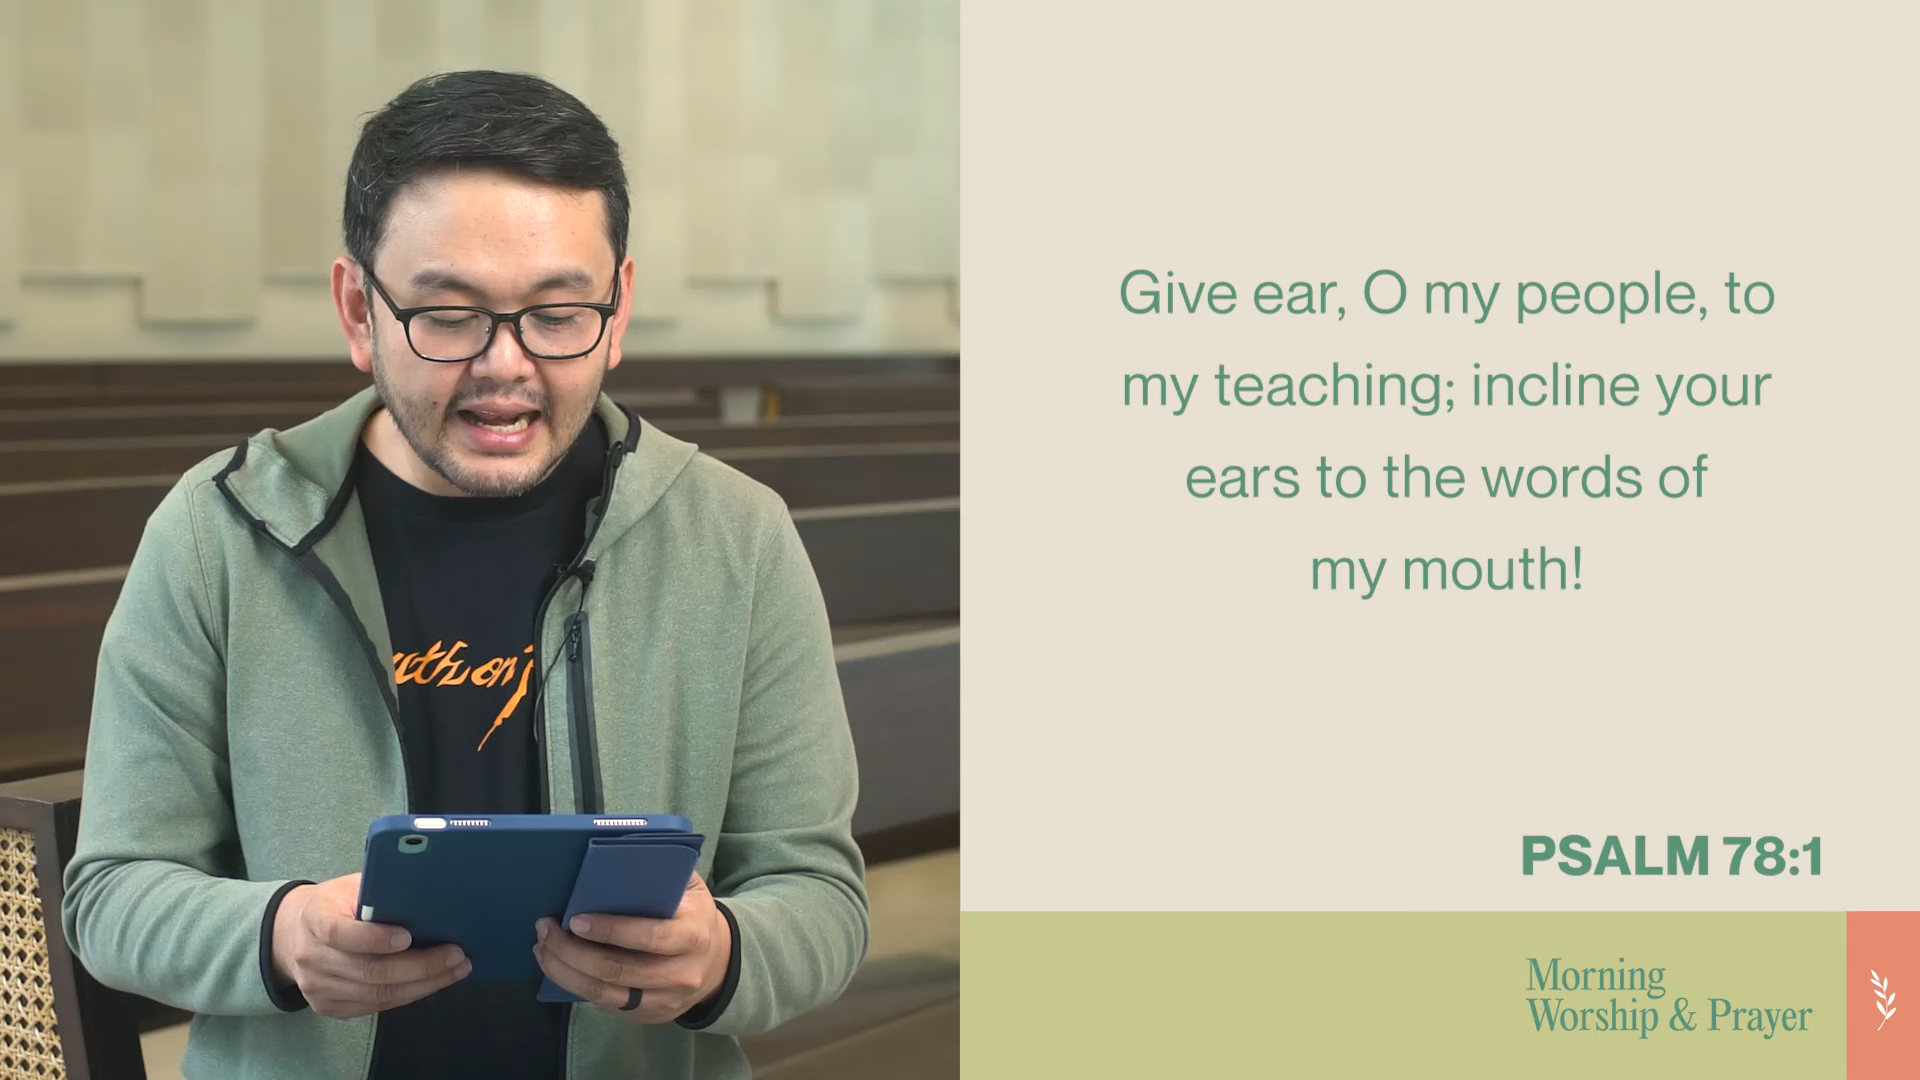 Give ear, O my people, to
my teaching; incline your
ears to the words of
my mouth!
PSALM 78:1
Morning
Worship & Prayer